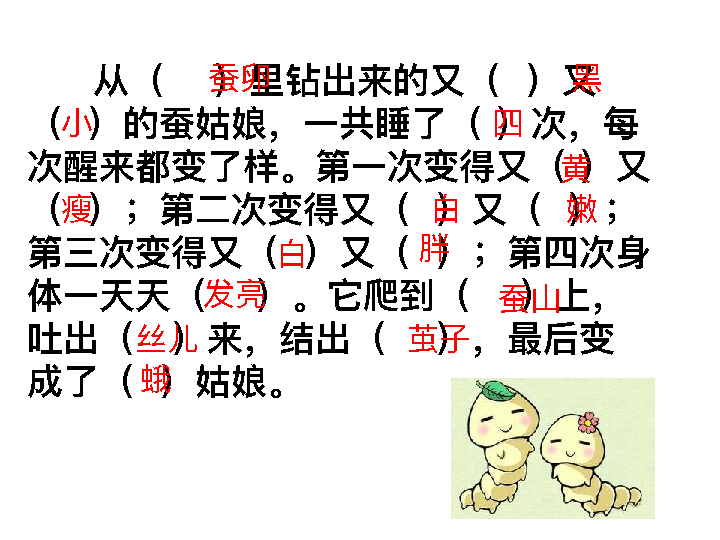 从（蚕卵）里钻出来的又（ ）又黑
（小）的蚕姑娘，一共睡了（四）次，每
次醒来都变了样。第一次变得又（黄）又
（瘦）；第二次变得又（白）又（嫩）；
第三次变得又（白）又（胖）；第四次身
体一天天（发亮）。它爬到（蚕山）上，
吐出（丝儿）来，结出（茧子），最后变
成了（蛾）姑娘。